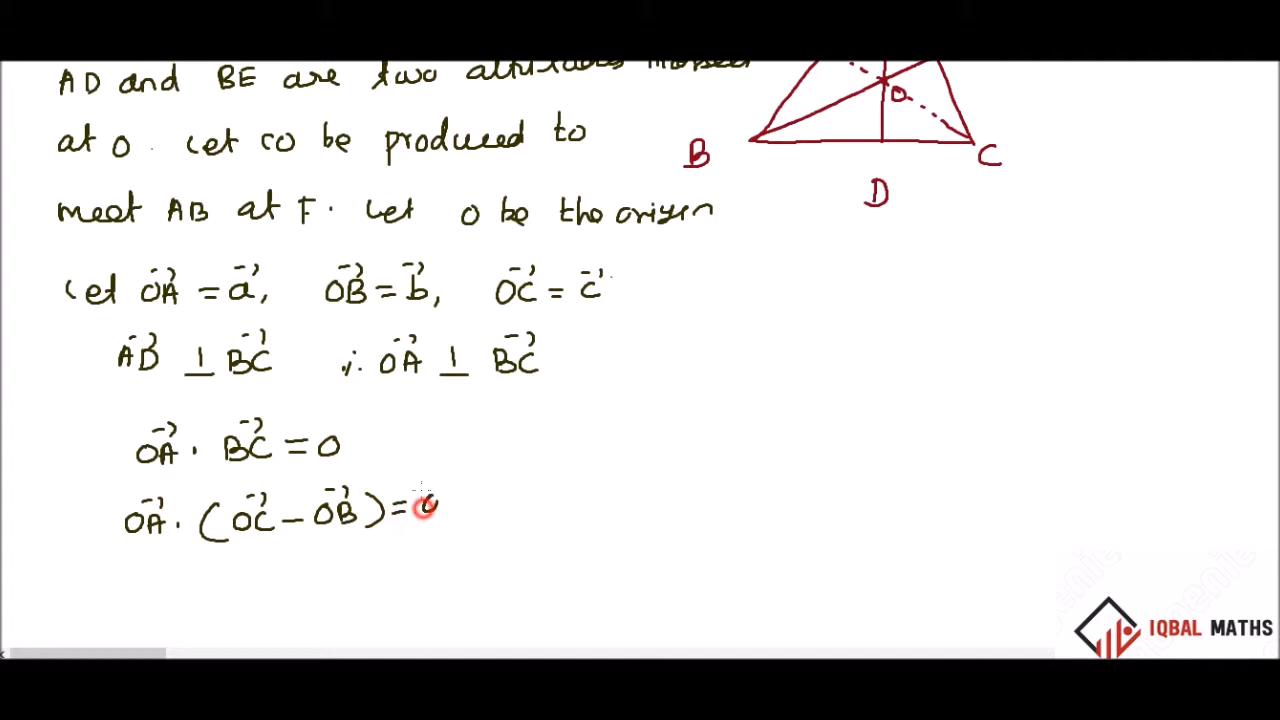 AD and BE are two altitudes
at O. Let CO be produced to
meet AB at F. Let O be the origin
Let OA⃗ = a⃗, OB⃗ = b⃗, OC⃗ = c⃗
AD⃗ ⊥ BC⃗ ∴ OA⃗ ⊥ BC⃗
OA⃗ . BC⃗ = 0
OA⃗ . (OC⃗ − OB⃗) = 0
O
B
C
D
IQBAL MATHS